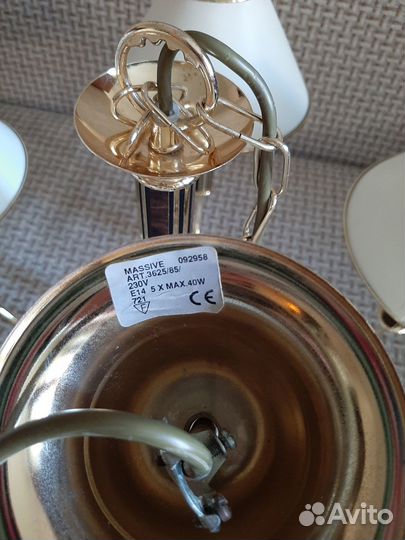 MASSIVE 092958
ART.3625/85/
230V
E14 5 X MAX.40W
721
F CE
Avito